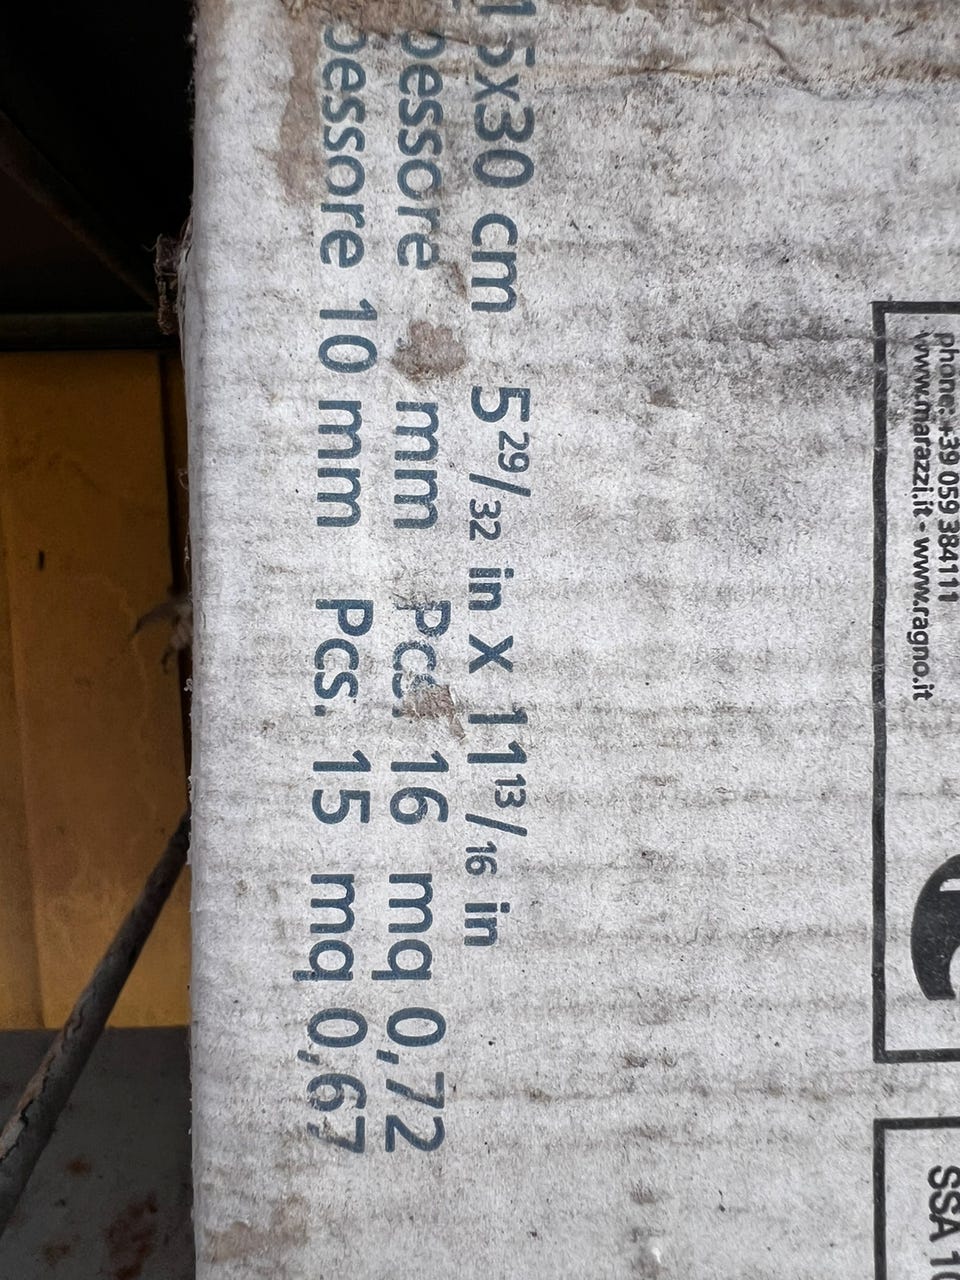 phone: +39 059 384111
www.marazzi.it - www.ragno.it
15x30 cm 5 29/32 in x 11 13/16 in
pessore mm Pcs. 16 mq 0,72
pessore 10 mm Pcs. 15 mq 0,67
SSA